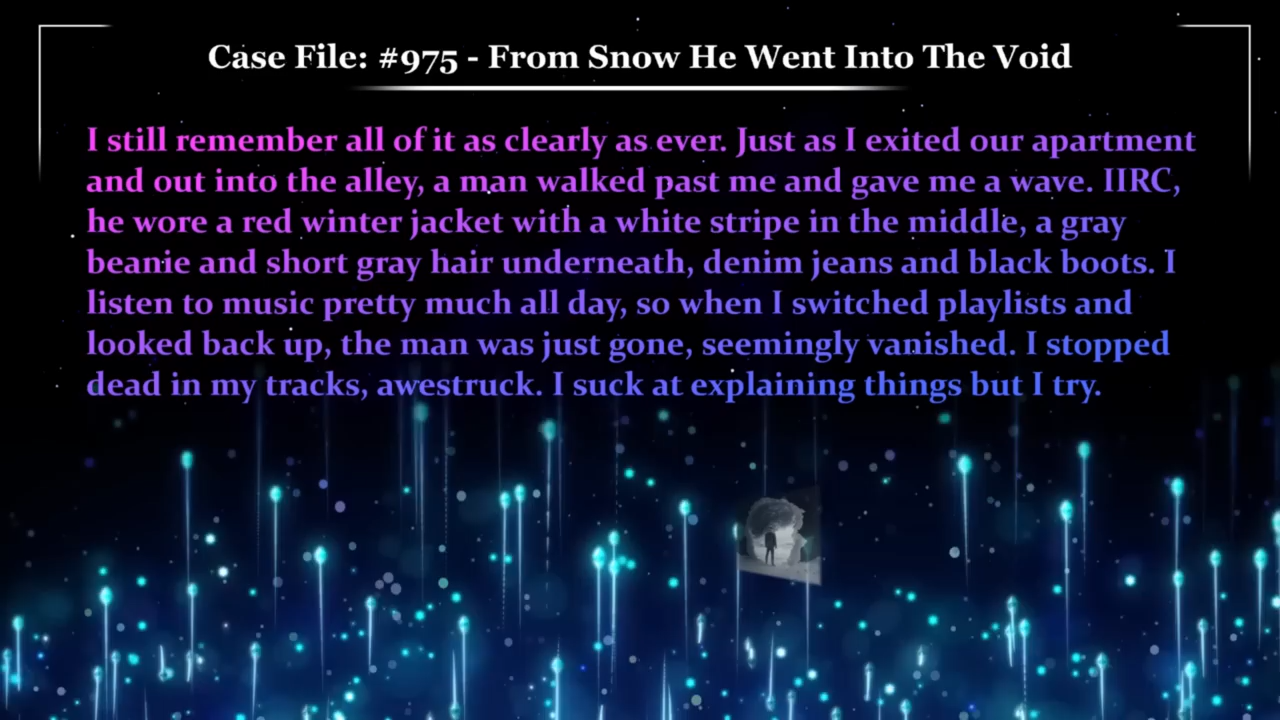 Case File: #975 - From Snow He Went Into The Void
I still remember all of it as clearly as ever. Just as I exited our apartment
and out into the alley, a man walked past me and gave me a wave. IIRC,
he wore a red winter jacket with a white stripe in the middle, a gray
beanie and short gray hair underneath, denim jeans and black boots. I
listen to music pretty much all day, so when I switched playlists and
looked back up, the man was just gone, seemingly vanished. I stopped
dead in my tracks, awestruck. I suck at explaining things but I try.